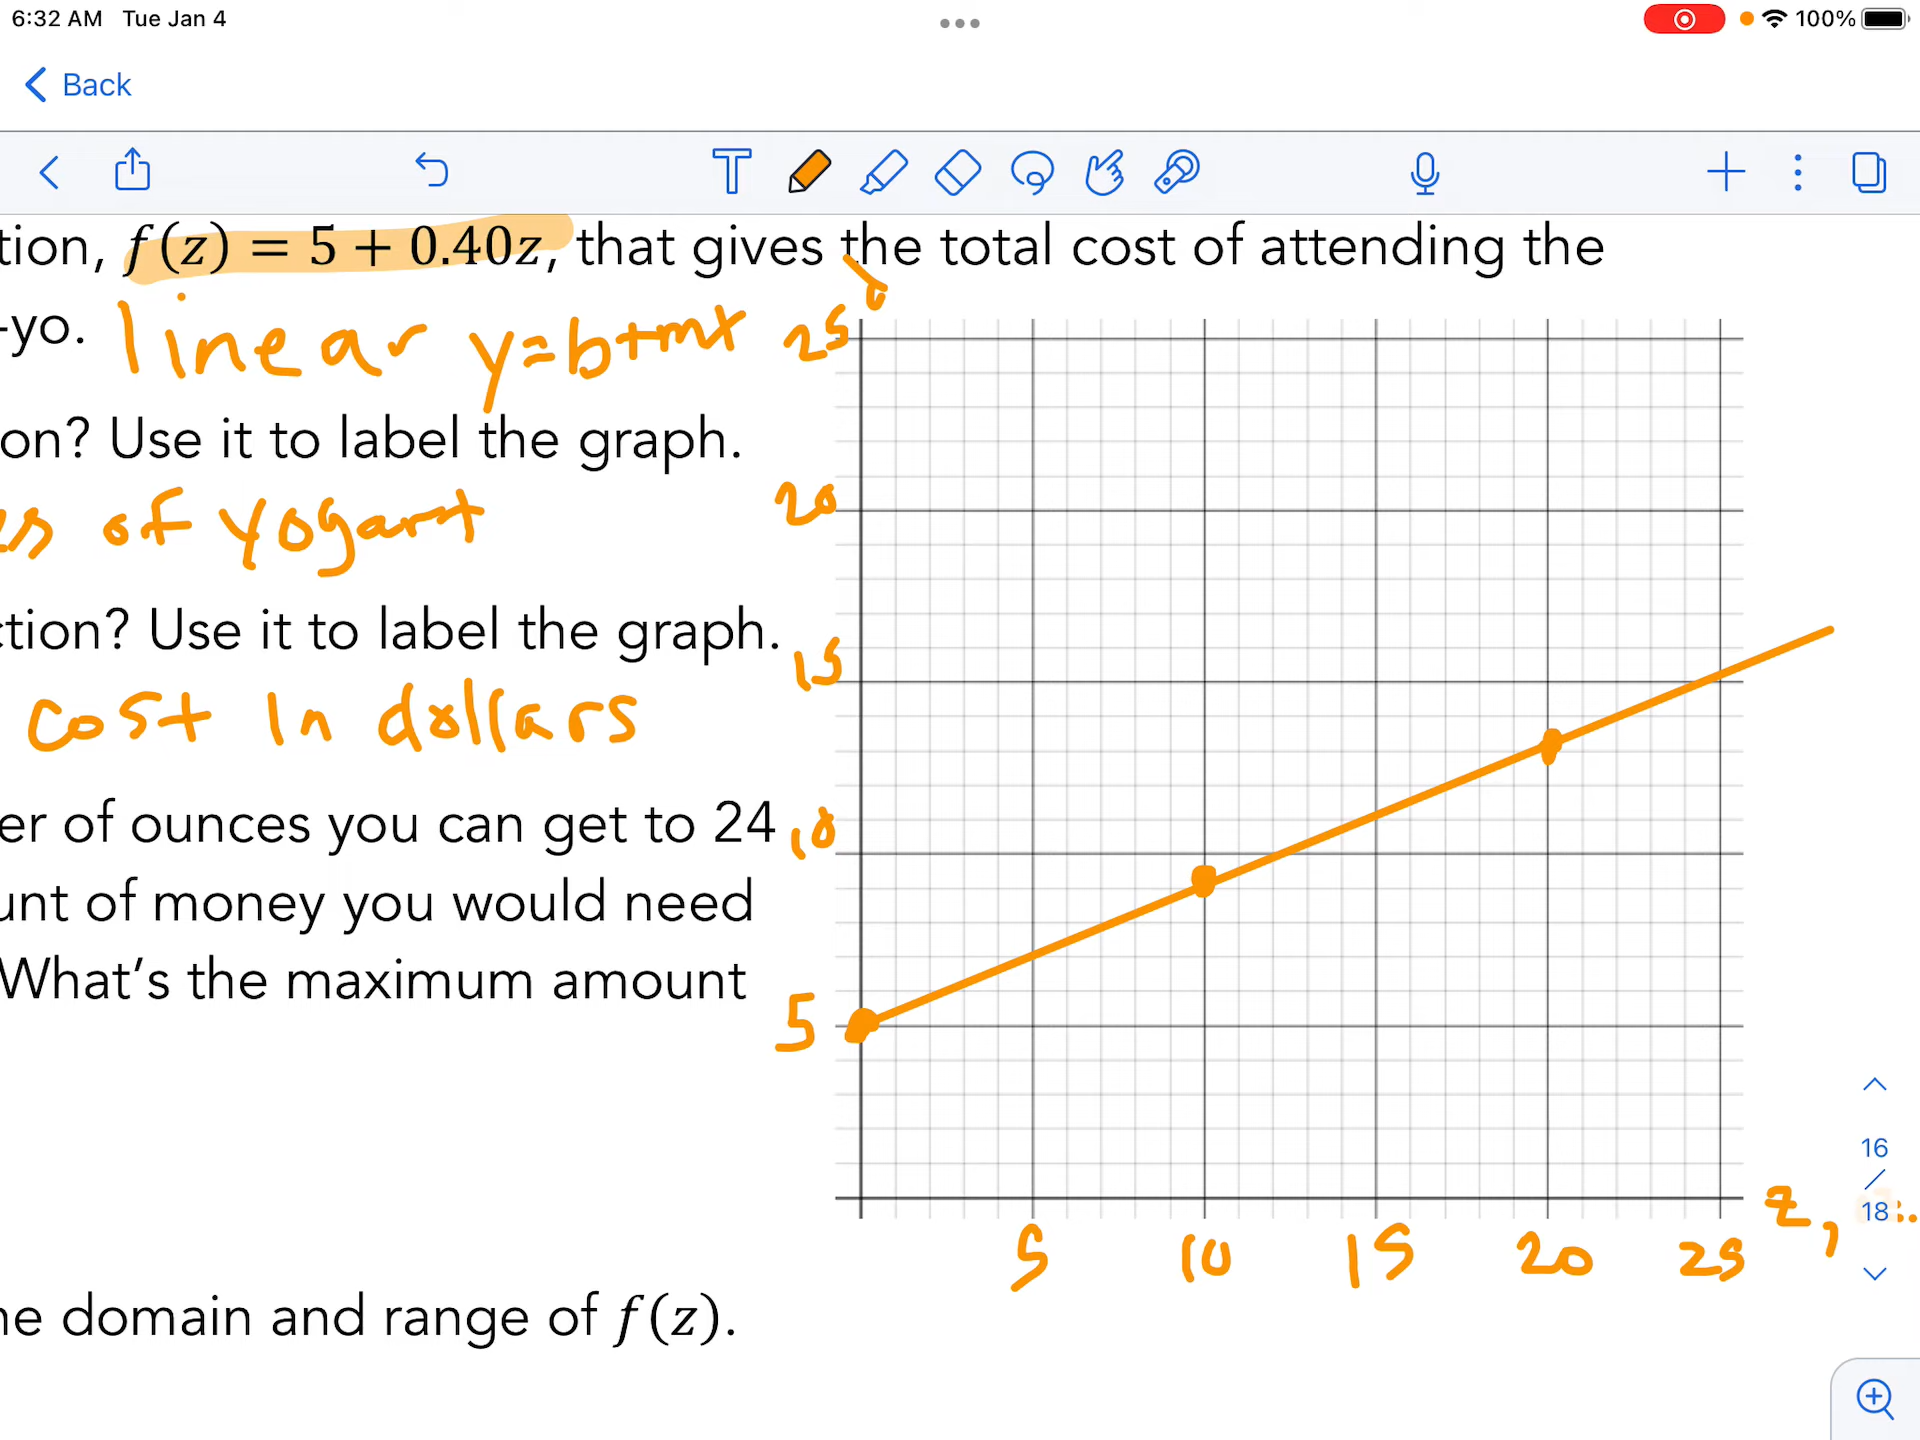 6:32 AM Tue Jan 4
100%
Back
tion, f(z) = 5 + 0.40z, that gives the total cost of attending the
-yo. linear y=b+mx
on? Use it to label the graph.
of yogart
ction? Use it to label the graph.
cost in dollars
er of ounces you can get to 24
unt of money you would need
What's the maximum amount
ne domain and range of f(z).
25
20
15
10
5
5 10 15 20 25
z,
16
/
18